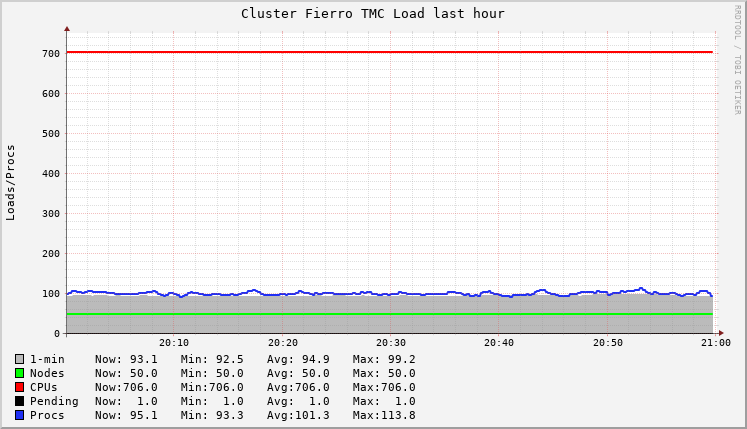 Cluster Fierro TMC Load last hour
RRDTOOL / TOBI OETIKER
Loads/Procs
700
600
500
400
300
200
100
0
20:10 20:20 20:30 20:40 20:50 21:00
1-min Now: 93.1 Min: 92.5 Avg: 94.9 Max: 99.2
Nodes Now: 50.0 Min: 50.0 Avg: 50.0 Max: 50.0
CPUs Now:706.0 Min:706.0 Avg:706.0 Max:706.0
Pending Now: 1.0 Min: 1.0 Avg: 1.0 Max: 1.0
Procs Now: 95.1 Min: 93.3 Avg:101.3 Max:113.8